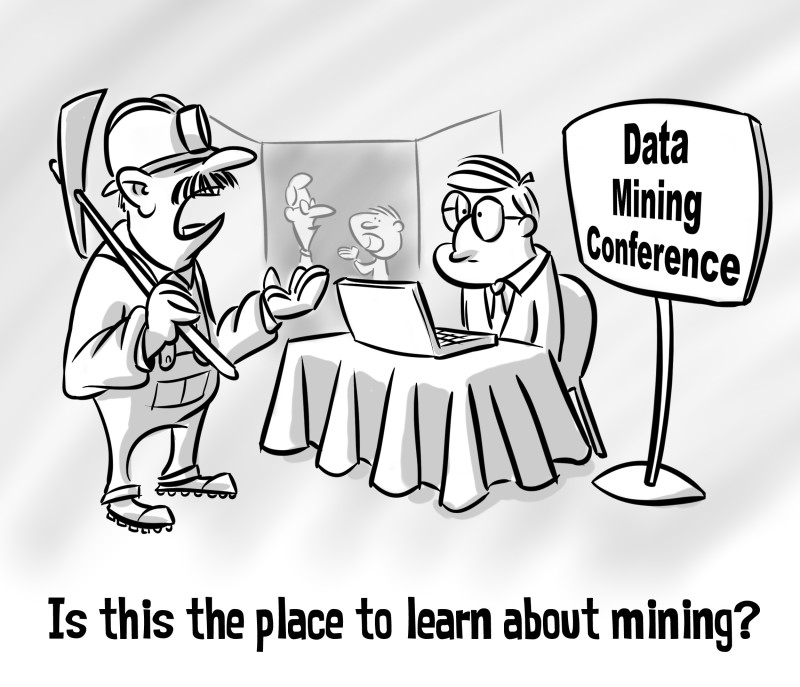 Data
Mining
Conference
Is this the place to learn about mining?